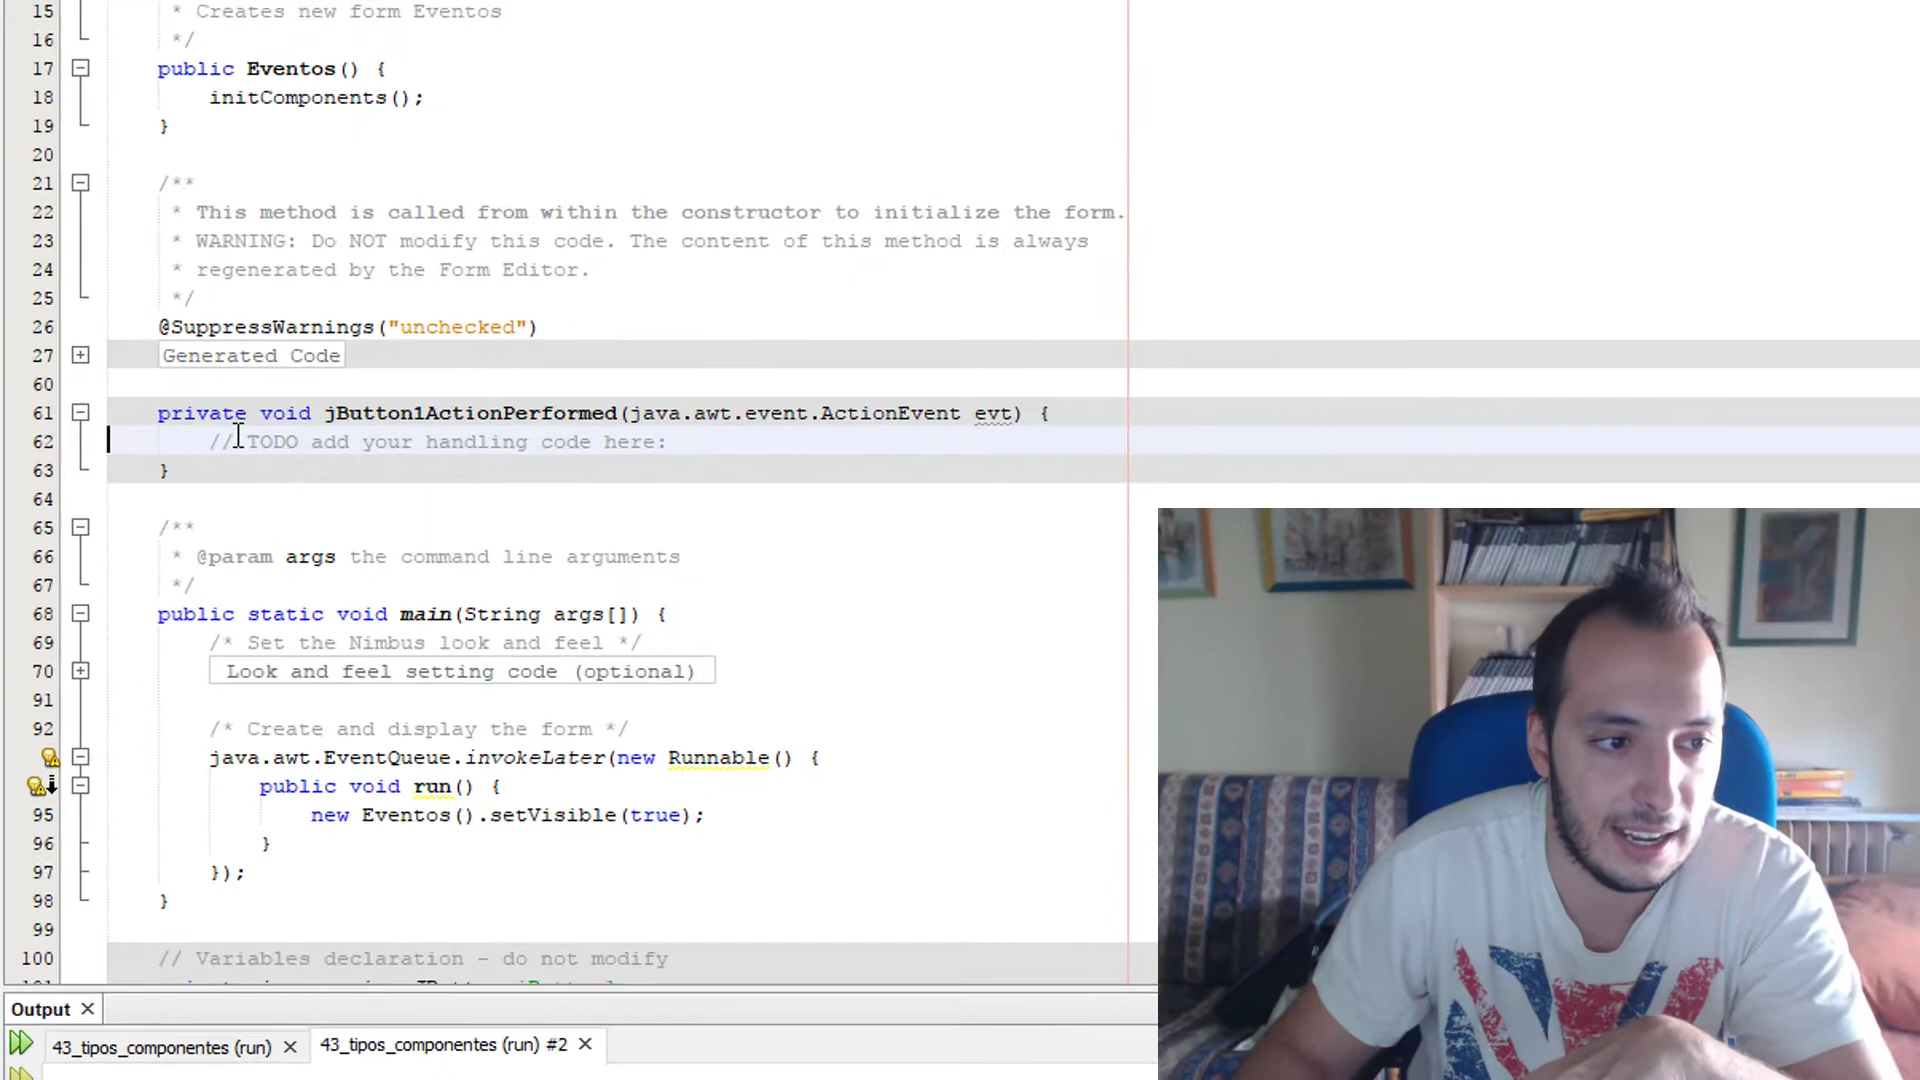 15 * Creates new form Eventos
16 */
17 public Eventos() {
18 initComponents();
19 }
20
21 /**
22 * This method is called from within the constructor to initialize the form.
23 * WARNING: Do NOT modify this code. The content of this method is always
24 * regenerated by the Form Editor.
25 */
26 @SuppressWarnings("unchecked")
27 Generated Code
60
61 private void jButton1ActionPerformed(java.awt.event.ActionEvent evt) {
62 // TODO add your handling code here:
63 }
64
65 /**
66 * @param args the command line arguments
67 */
68 public static void main(String args[]) {
69 /* Set the Nimbus look and feel */
70 Look and feel setting code (optional)
91
92 /* Create and display the form */
java.awt.EventQueue.invokeLater(new Runnable() {
public void run() {
95 new Eventos().setVisible(true);
96 }
97 });
98 }
99
100 // Variables declaration - do not modify
Output
43_tipos_componentes (run)
43_tipos_componentes (run) #2